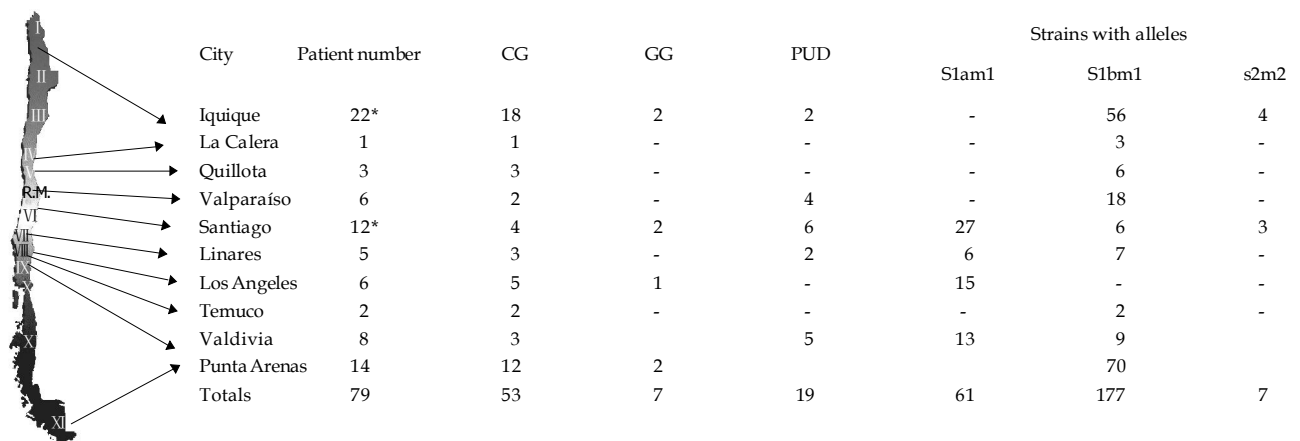 Strains with alleles
City Patient number CG GG PUD
S1am1 S1bm1 s2m2
Iquique 22* 18 2 2 - 56 4
La Calera 1 1 - - - 3 -
Quillota 3 3 - - - 6 -
Valparaíso 6 2 - 4 - 18 -
Santiago 12* 4 2 6 27 6 3
Linares 5 3 - 2 6 7 -
Los Angeles 6 5 1 - 15 - -
Temuco 2 2 - - - 2 -
Valdivia 8 3 5 13 9
Punta Arenas 14 12 2 70
Totals 79 53 7 19 61 177 7
I
II
III
IV
V
R.M.
VI
VII
VIII
IX
X
XI
XI